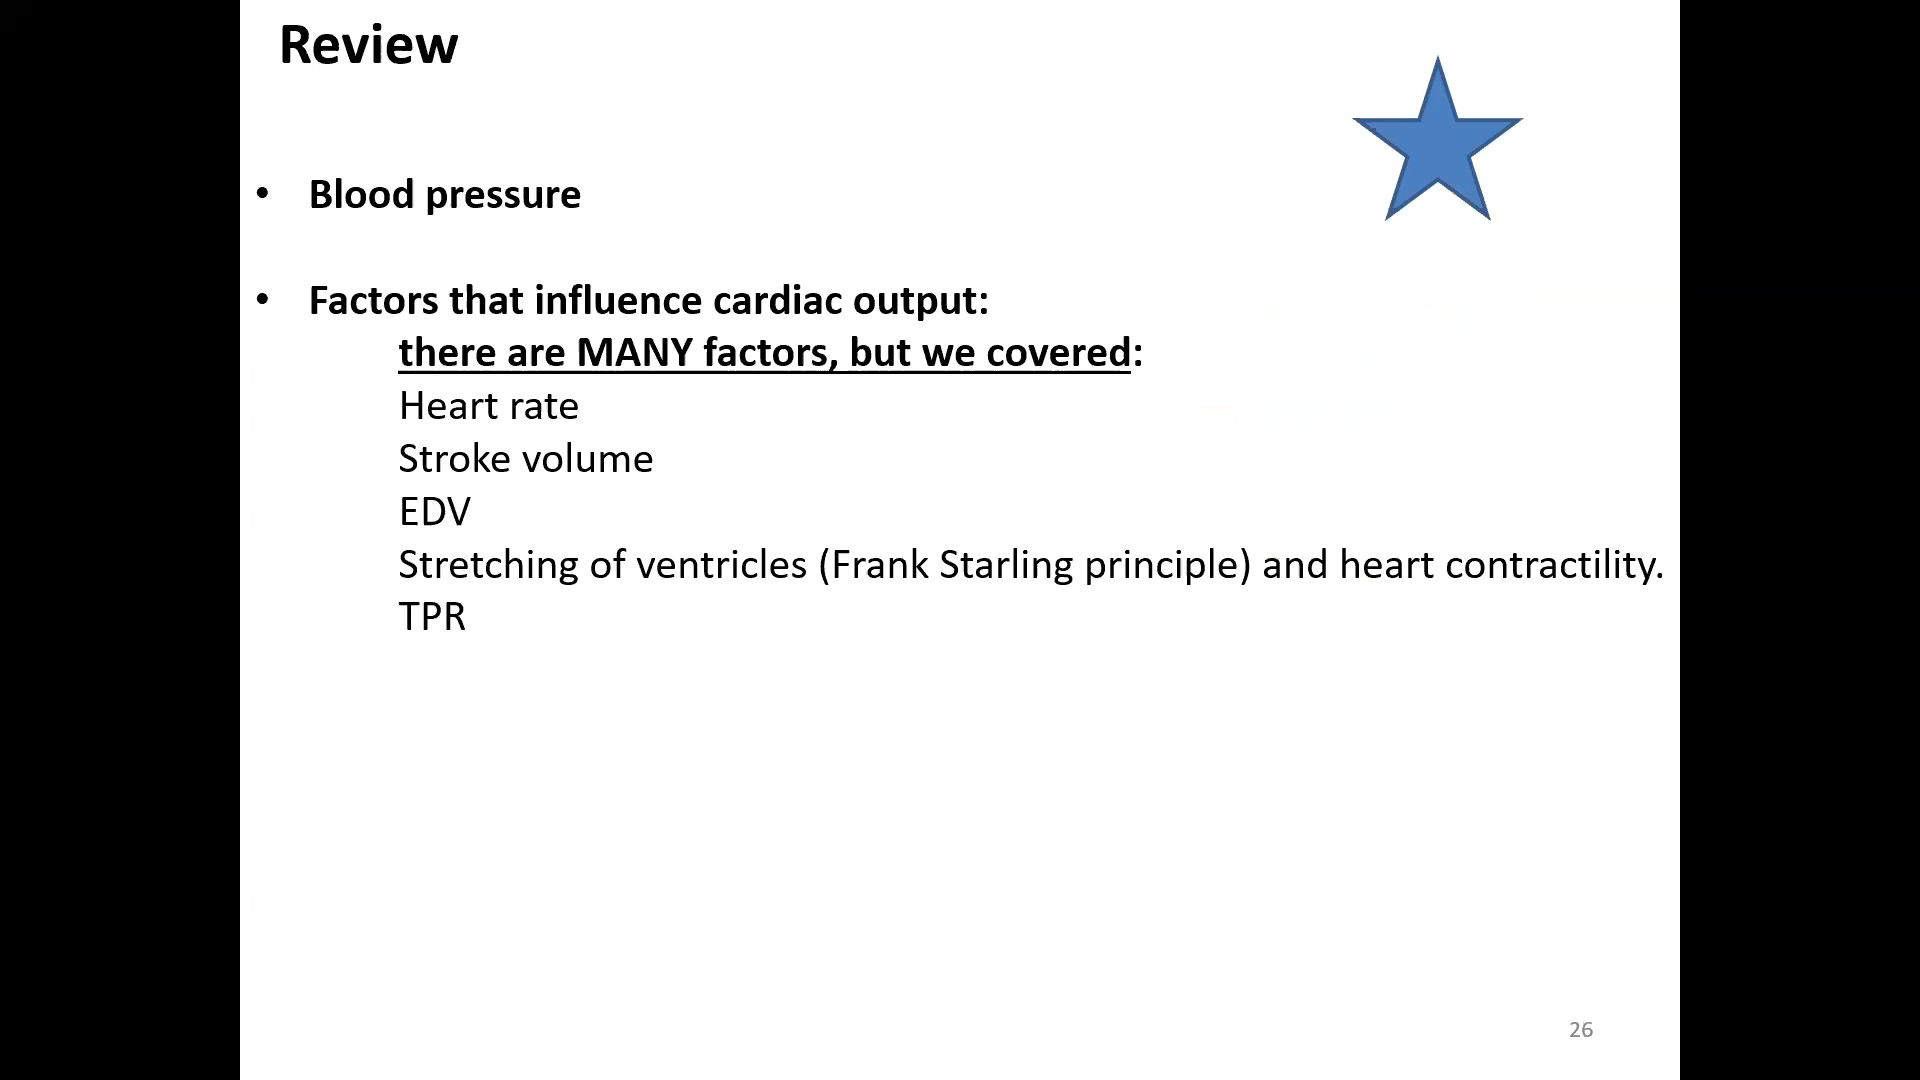 Review
• Blood pressure
• Factors that influence cardiac output:
there are MANY factors, but we covered:
Heart rate
Stroke volume
EDV
Stretching of ventricles (Frank Starling principle) and heart contractility.
TPR
26